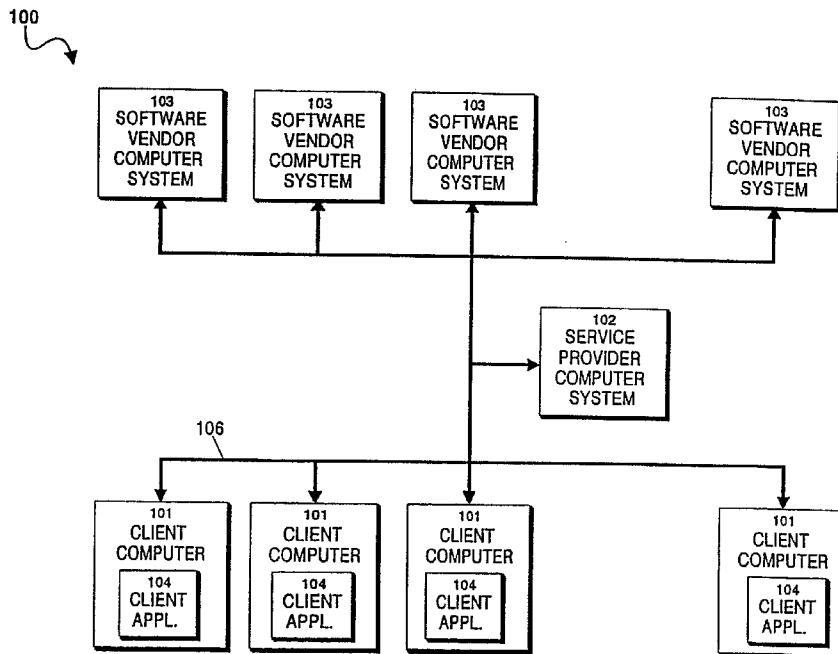 100
103
SOFTWARE
VENDOR
COMPUTER
SYSTEM
103
SOFTWARE
VENDOR
COMPUTER
SYSTEM
103
SOFTWARE
VENDOR
COMPUTER
SYSTEM
103
SOFTWARE
VENDOR
COMPUTER
SYSTEM
102
SERVICE
PROVIDER
COMPUTER
SYSTEM
106
101
CLIENT
COMPUTER
104
CLIENT
APPL.
101
CLIENT
COMPUTER
104
CLIENT
APPL.
101
CLIENT
COMPUTER
104
CLIENT
APPL.
101
CLIENT
COMPUTER
104
CLIENT
APPL.